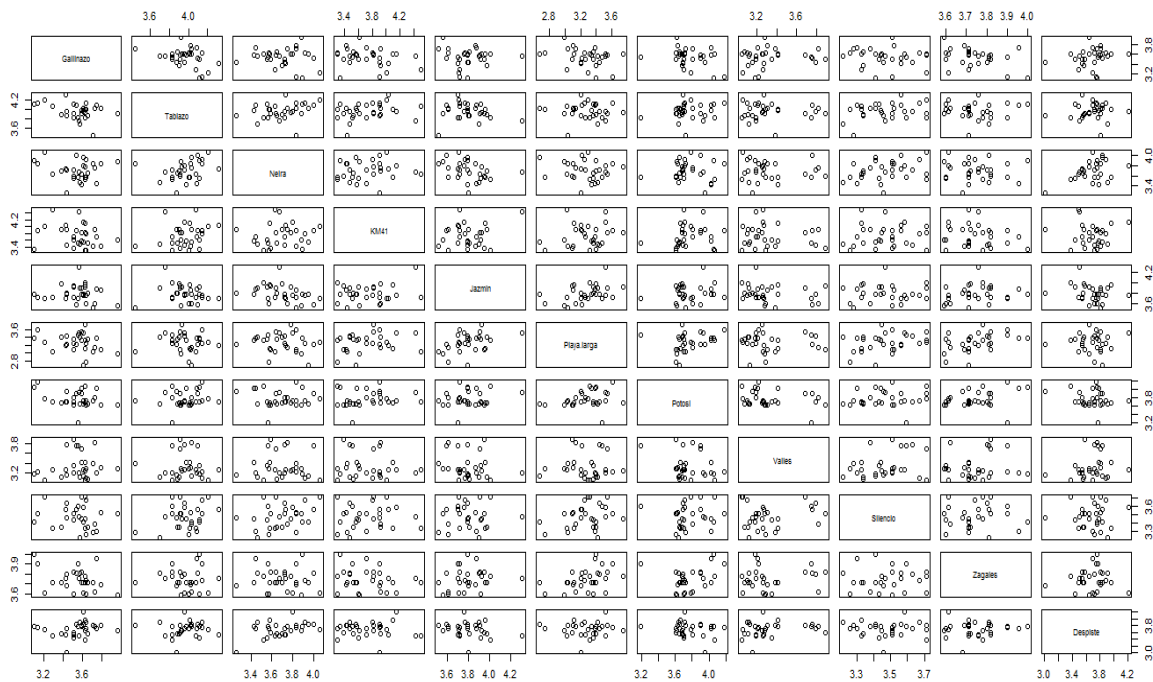 3.6 4.0 3.4 3.8 4.2 2.8 3.2 3.6 3.2 3.6 3.6 3.7 3.8 3.9 4.0
Gallinazo 3.2 3.8
3.6 4.2 Tablazo
Neira 3.4 4.0
3.4 4.2 KM41
Jazmin 3.6 4.2
2.8 3.6 Playa.larga
Potosi 3.2 3.8
3.2 3.8 Valles
Silencio 3.3 3.6
3.6 3.9 Zagales
Despiste 3.0 3.8
3.2 3.6 3.4 3.6 3.8 4.0 3.6 4.0 4.4 3.2 3.6 4.0 3.3 3.5 3.7 3.0 3.4 3.8 4.2